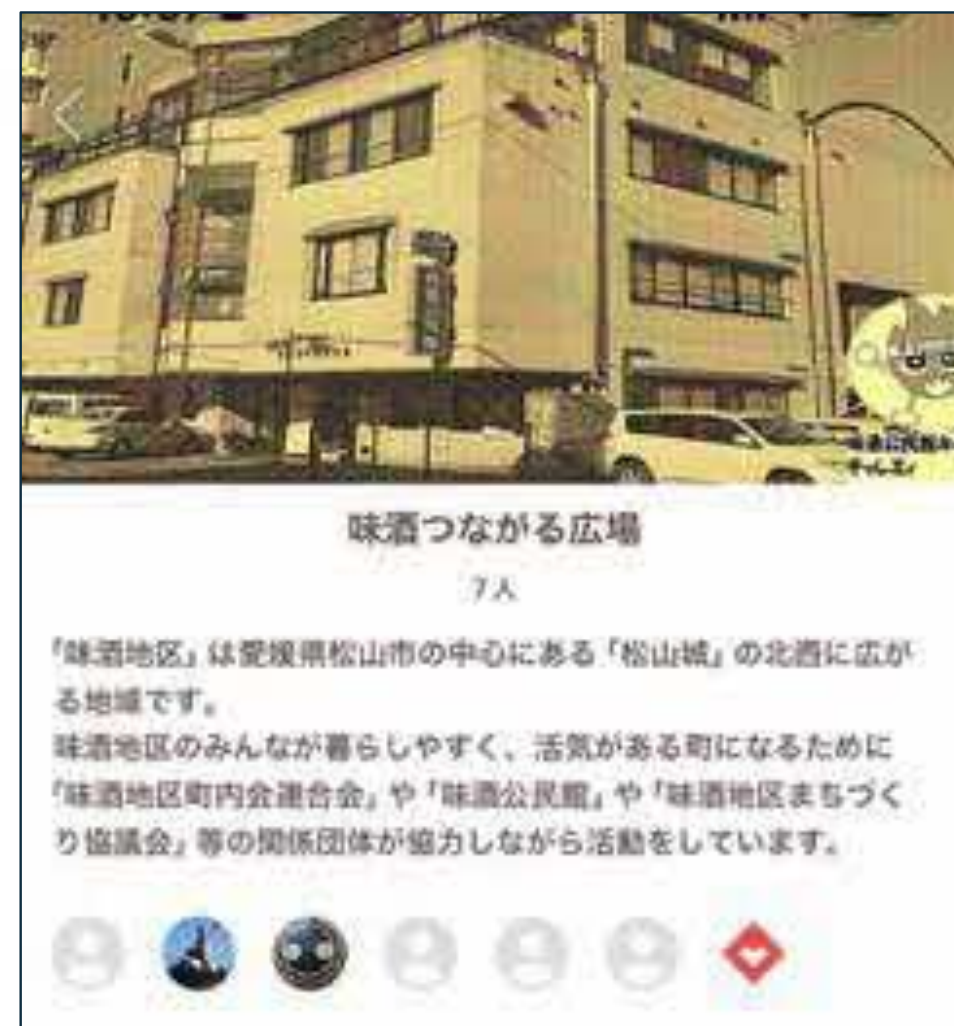 味酒つながる広場
7人
「味酒地区」は愛媛県松山市の中心にある「松山城」の北西に広が
る地域です。
味酒地区のみんなが暮らしやすく、活気がある町になるために
「味酒地区町内会連合会」や「味酒公民館」や「味酒地区まちづく
り協議会」等の関係団体が協力しながら活動をしています。